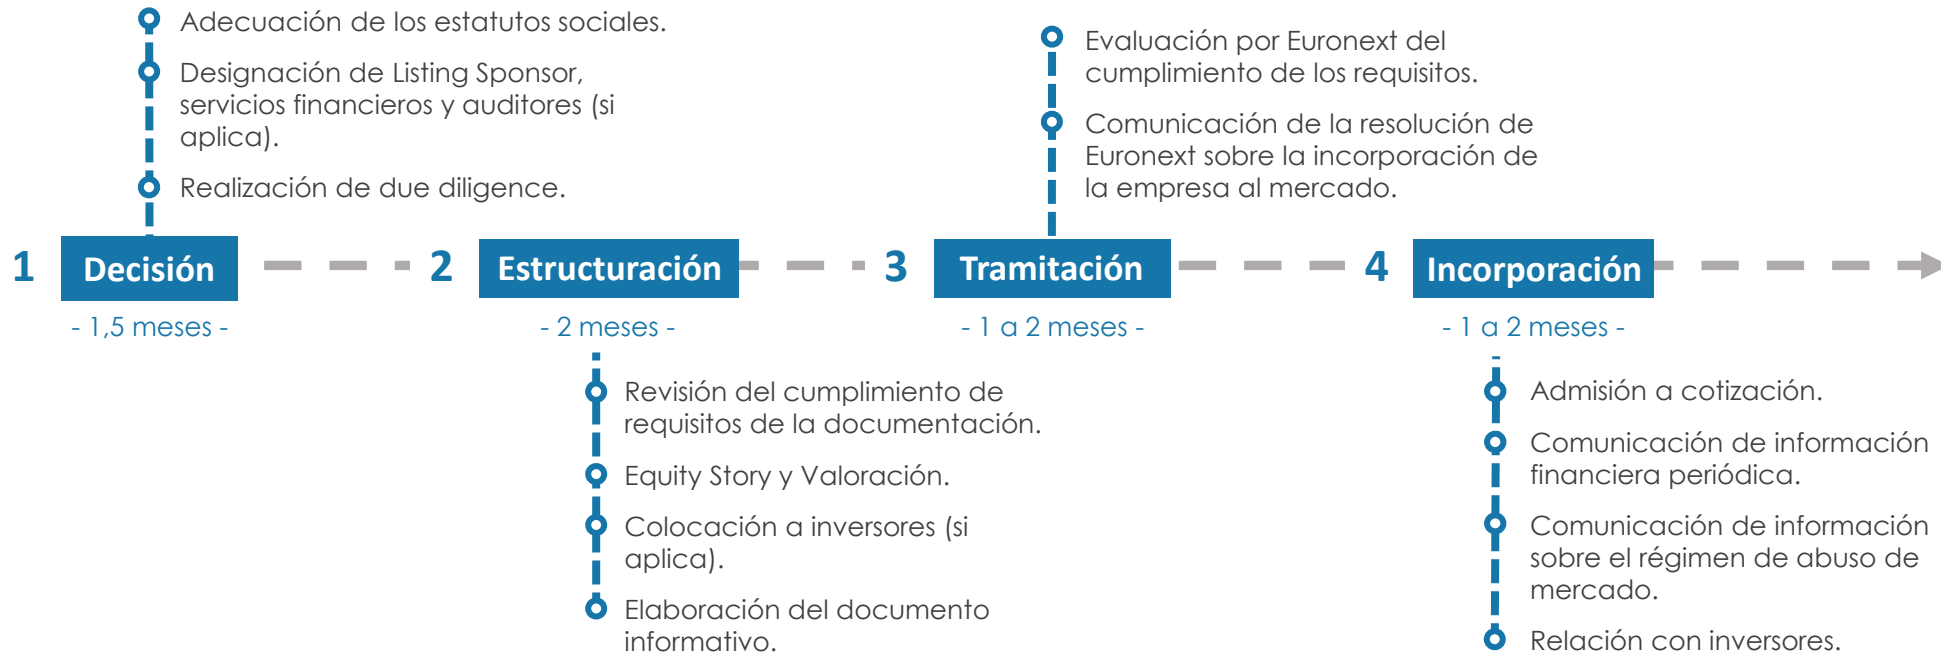 Adecuación de los estatutos sociales.
Designación de Listing Sponsor,
servicios financieros y auditores (si
aplica).
Realización de due diligence.
Evaluación por Euronext del
cumplimiento de los requisitos.
Comunicación de la resolución de
Euronext sobre la incorporación de
la empresa al mercado.
1 Decisión
2 Estructuración
3 Tramitación
4 Incorporación
- 1,5 meses -
- 2 meses -
- 1 a 2 meses -
- 1 a 2 meses -
Revisión del cumplimiento de
requisitos de la documentación.
Equity Story y Valoración.
Colocación a inversores (si
aplica).
Elaboración del documento
informativo.
Admisión a cotización.
Comunicación de información
financiera periódica.
Comunicación de información
sobre el régimen de abuso de
mercado.
Relación con inversores.